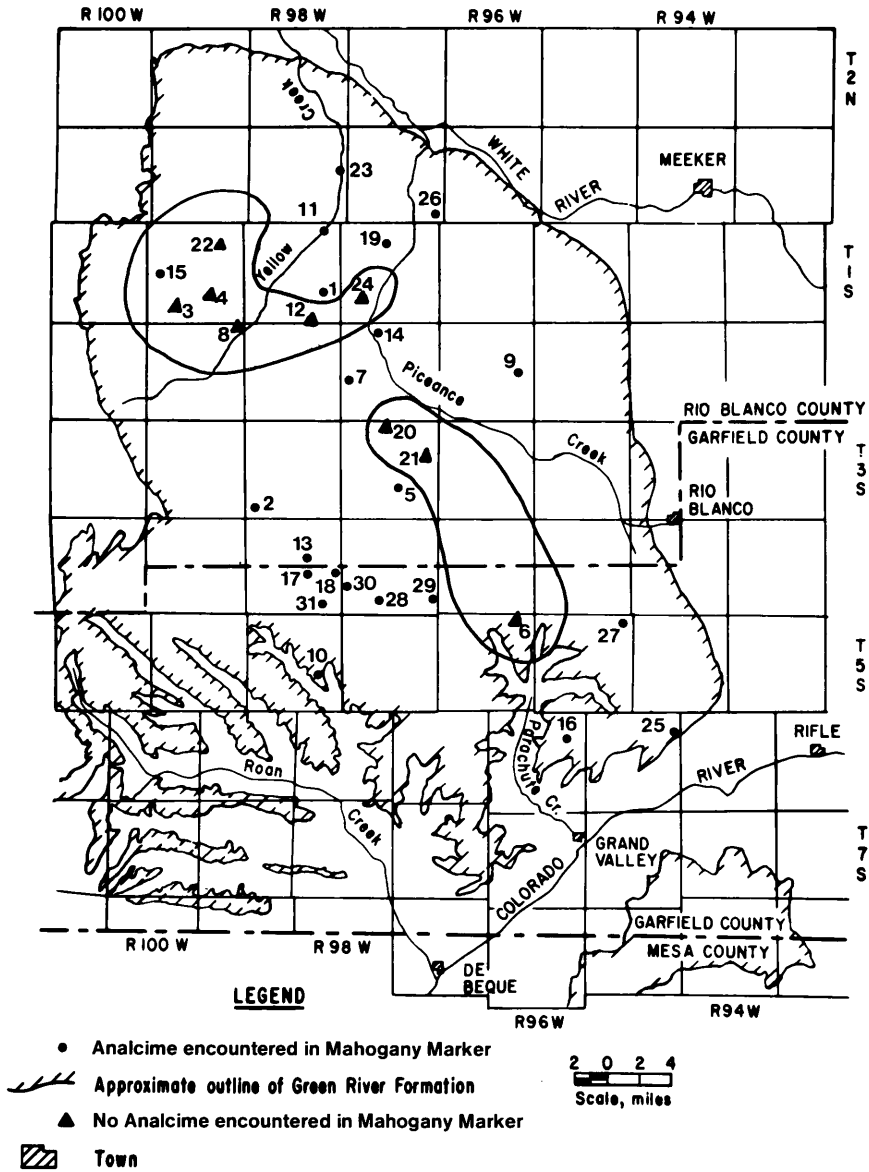 R 100 W
R 98 W
R 96 W
R 94 W
T
2
N
Creek
WHITE
RIVER
MEEKER
23
26
11
22
19
Yellow
T
1
S
15
1
24
3
4
12
8
14
Piceance
9
7
RIO BLANCO COUNTY
GARFIELD COUNTY
20
21
Creek
T
3
S
5
RIO
BLANCO
2
13
17
18
30
29
31
28
6
27
10
T
5
S
16
25
RIFLE
Parachute Cr.
Roan
RIVER
Creek
GRAND
VALLEY
T
7
S
COLORADO
GARFIELD COUNTY
MESA COUNTY
R 100 W
R 98 W
DE
BEQUE
R96W
R94W
LEGEND
Analcime encountered in Mahogany Marker
Approximate outline of Green River Formation
No Analcime encountered in Mahogany Marker
Town
2 0 2 4
Scale, miles